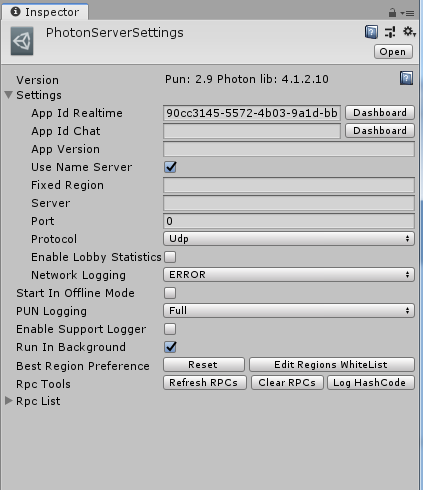 Inspector
PhotonServerSettings
Open
Version Pun: 2.9 Photon lib: 4.1.2.10
Settings
App Id Realtime 90cc3145-5572-4b03-9a1d-bb Dashboard
App Id Chat Dashboard
App Version
Use Name Server
Fixed Region
Server
Port 0
Protocol Udp
Enable Lobby Statistics
Network Logging ERROR
Start In Offline Mode
PUN Logging Full
Enable Support Logger
Run In Background
Best Region Preference Reset Edit Regions WhiteList
Rpc Tools Refresh RPCs Clear RPCs Log HashCode
Rpc List